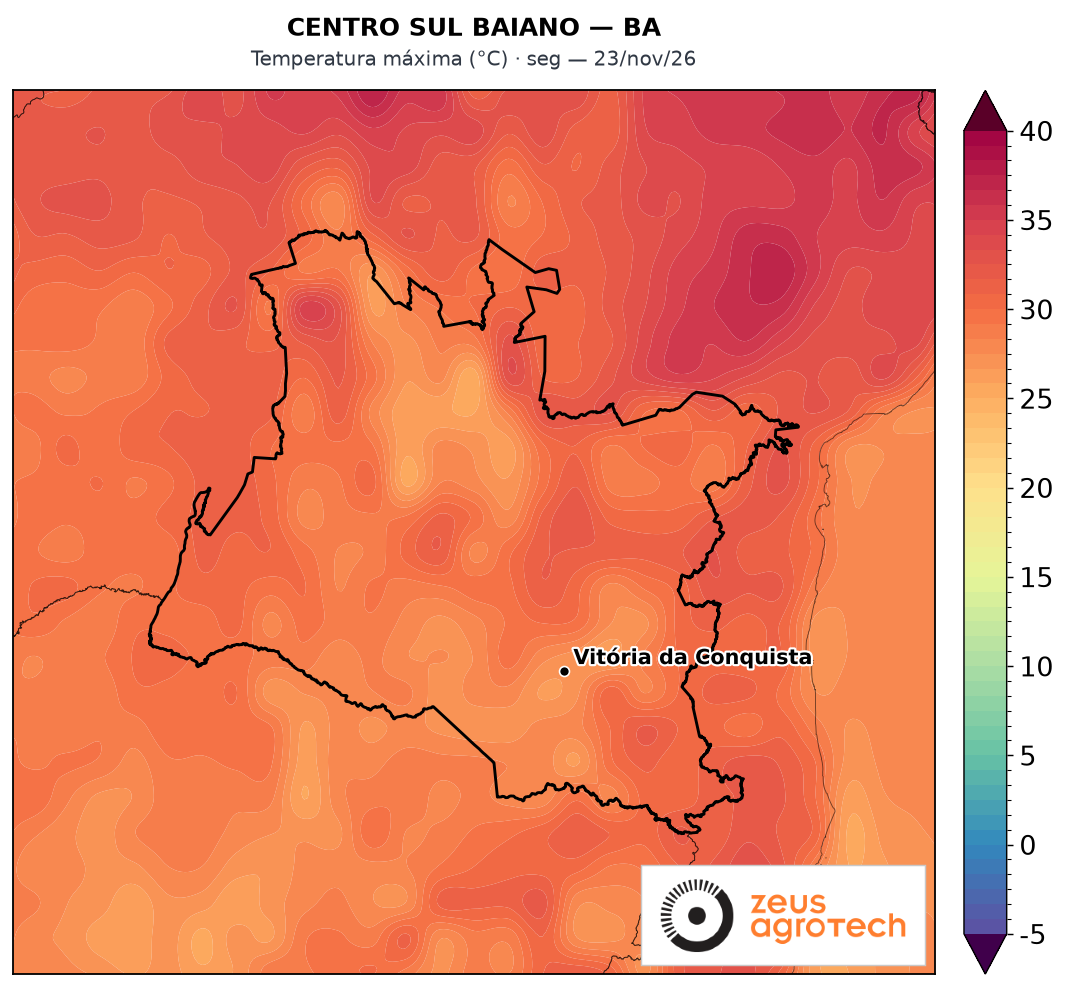 CENTRO SUL BAIANO — BA
Temperatura máxima (°C) · seg — 23/nov/26
40
35
30
25
20
15
10
5
0
-5
Vitória da Conquista
zeus
agrotech